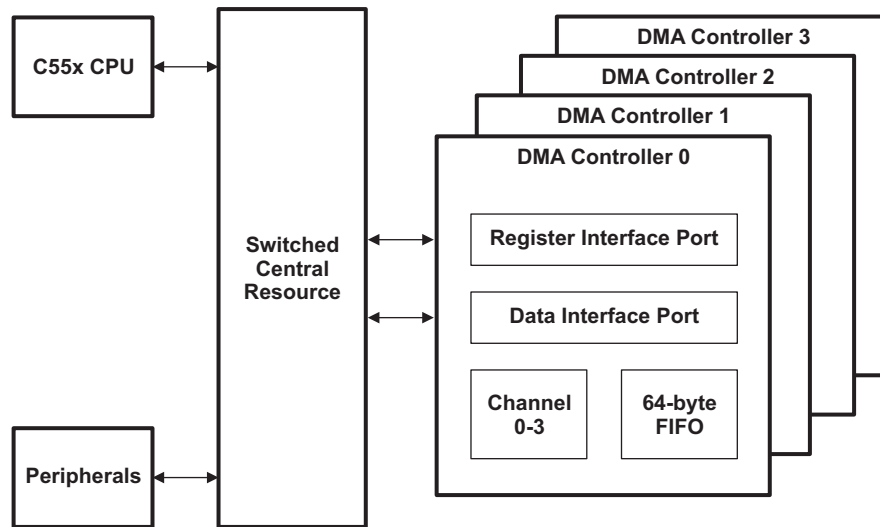 C55x CPU
Peripherals
Switched
Central
Resource
DMA Controller 3
DMA Controller 2
DMA Controller 1
DMA Controller 0
Register Interface Port
Data Interface Port
Channel
0-3
64-byte
FIFO